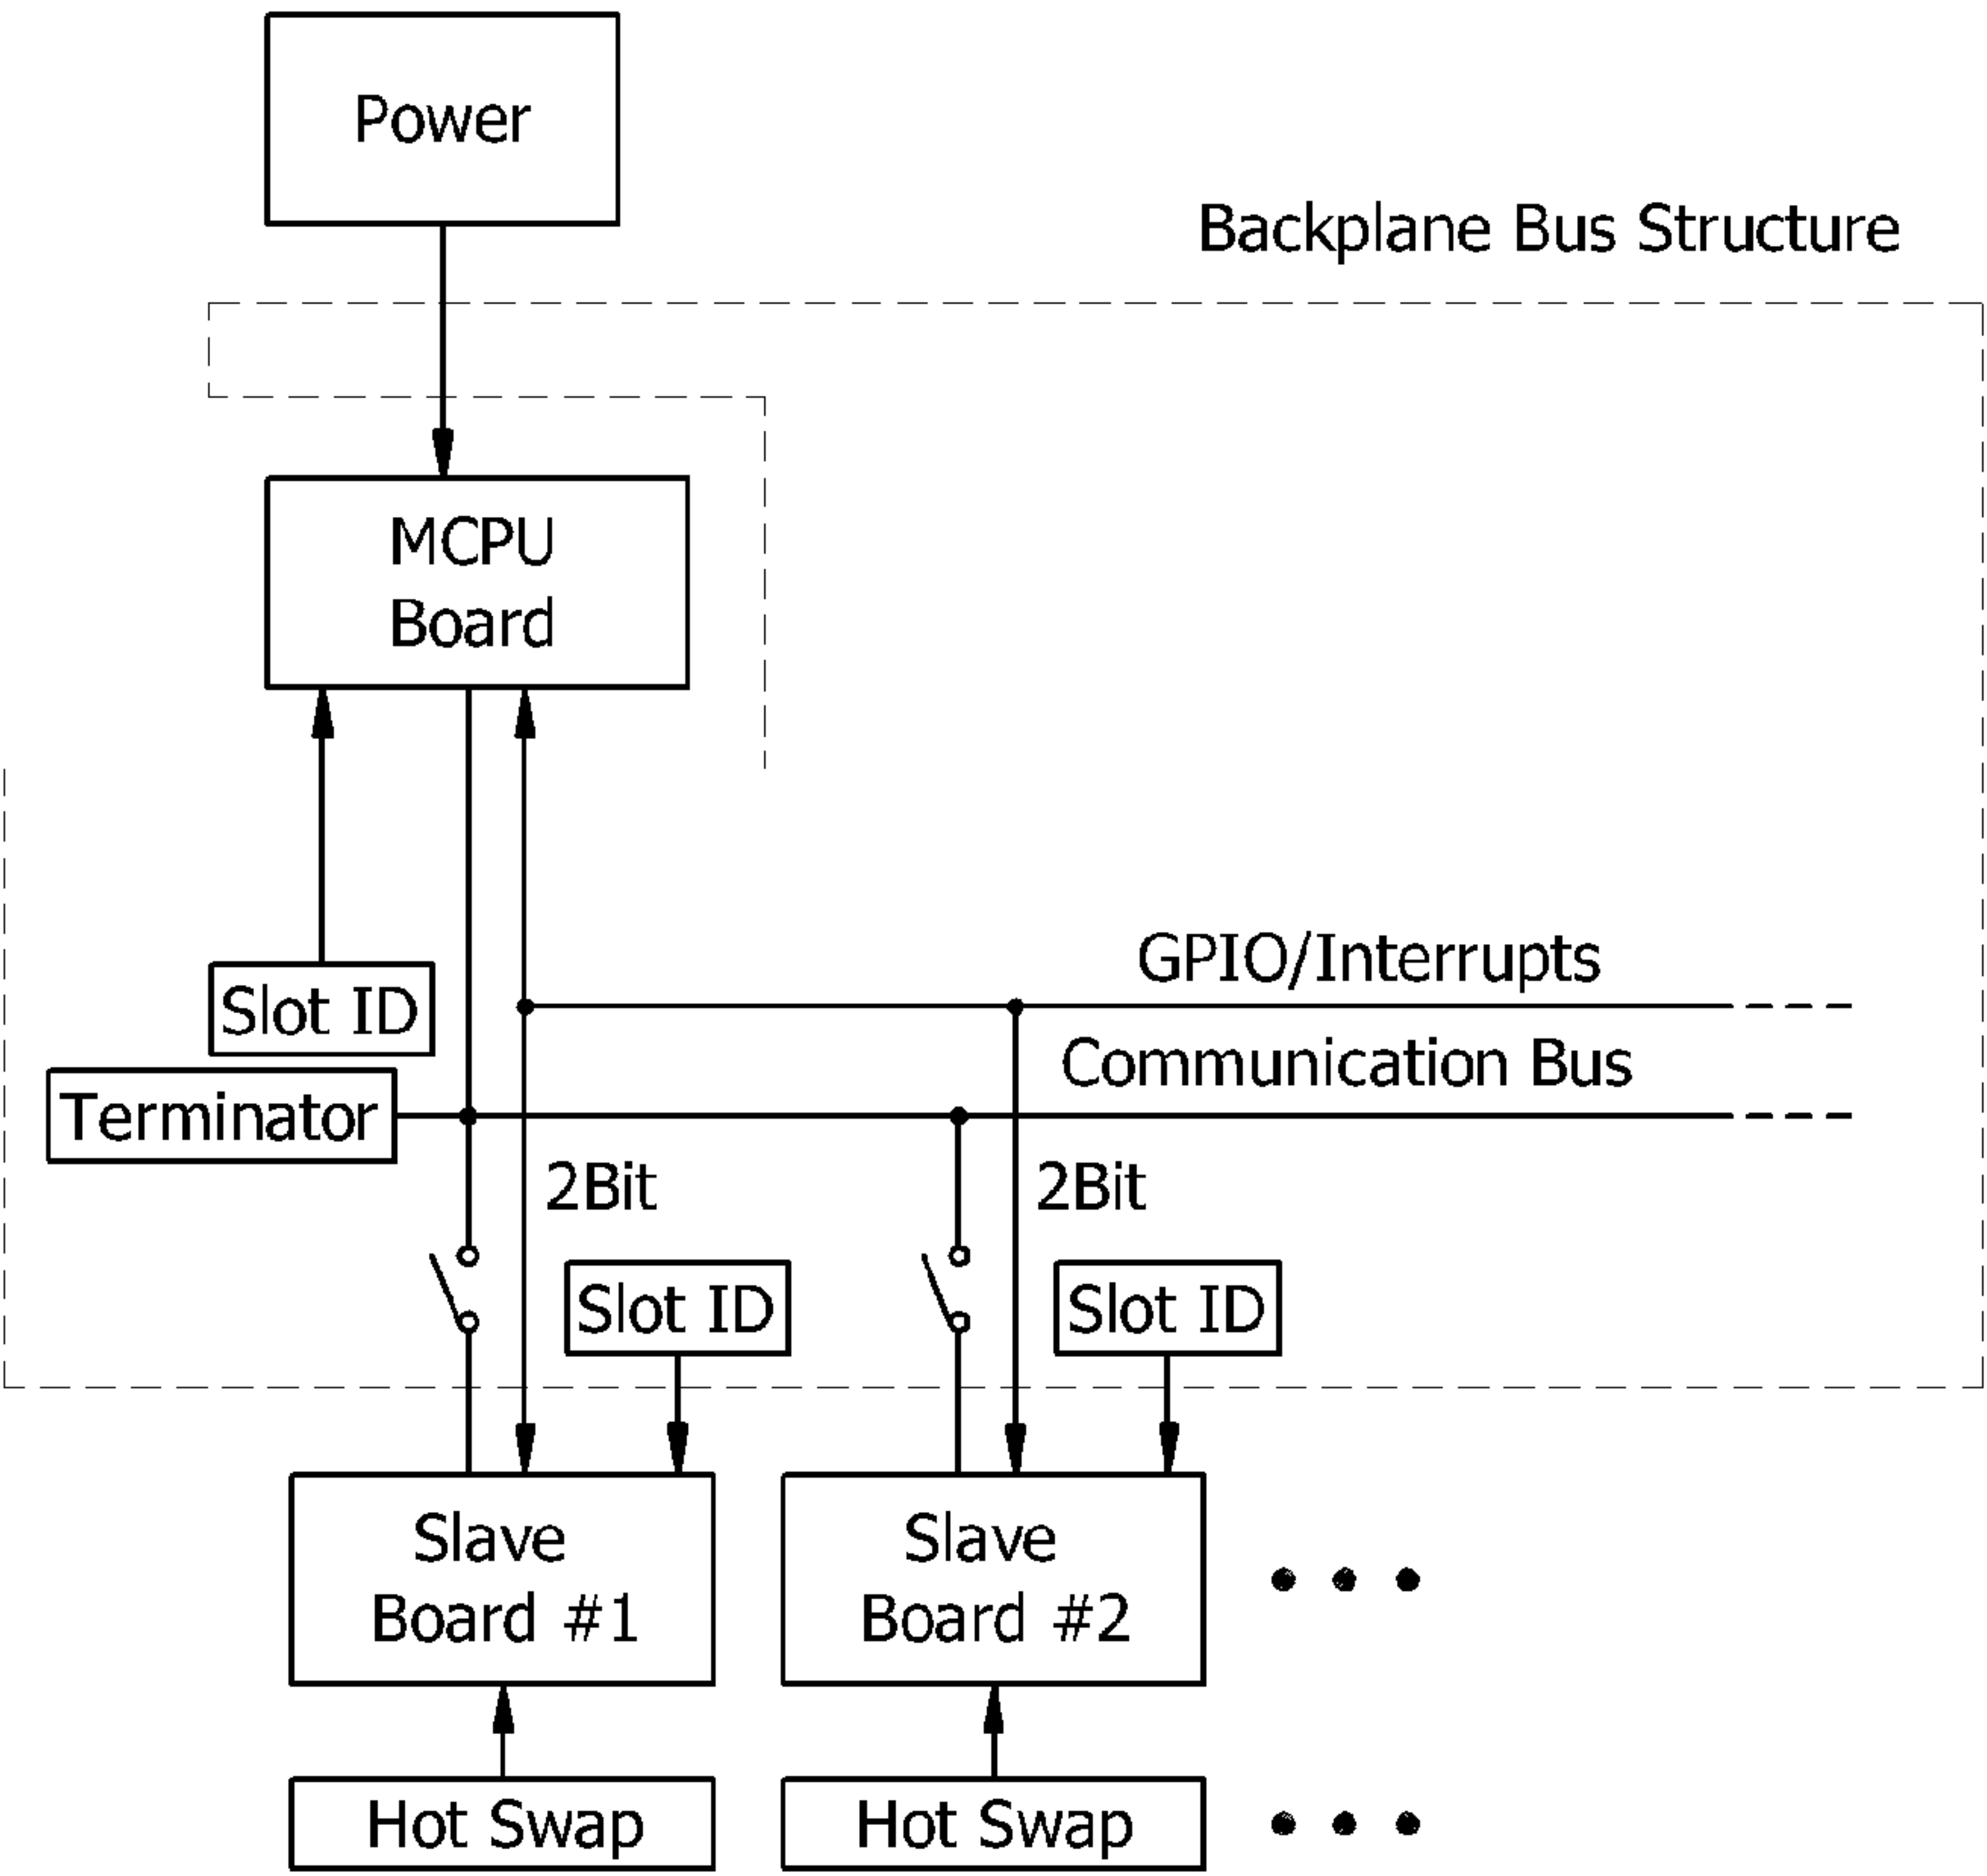 Power
Backplane Bus Structure
MCPU
Board
GPIO/Interrupts
Slot ID
Communication Bus
Terminator
2Bit
2Bit
Slot ID
Slot ID
Slave
Board #1
Slave
Board #2
Hot Swap
Hot Swap